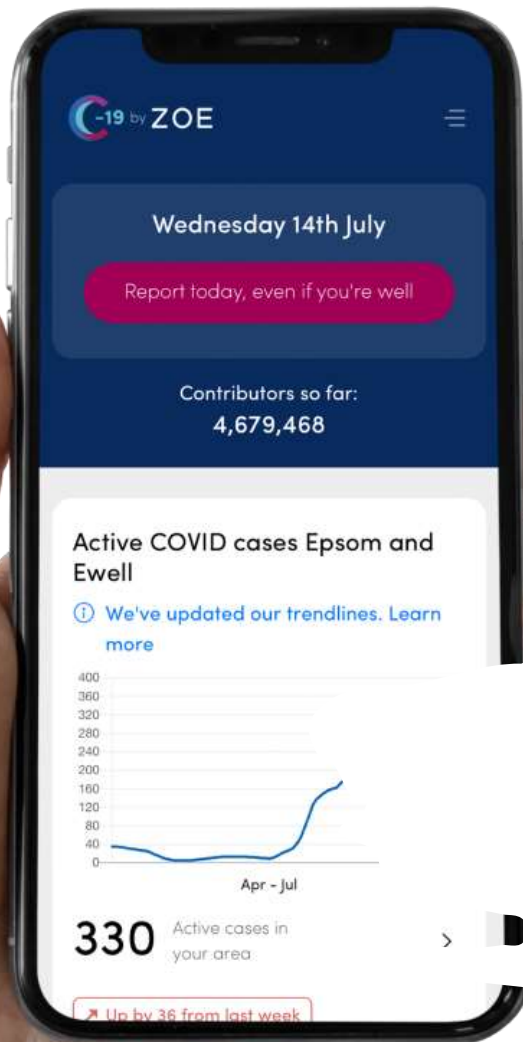 C-19 by ZOE
Wednesday 14th July
Report today, even if you're well
Contributors so far:
4,679,468
Active COVID cases Epsom and
Ewell
We've updated our trendlines. Learn
more
400
360
320
280
240
200
160
120
80
40
0
Apr - Jul
330
Active cases in
your area
Up by 36 from last week